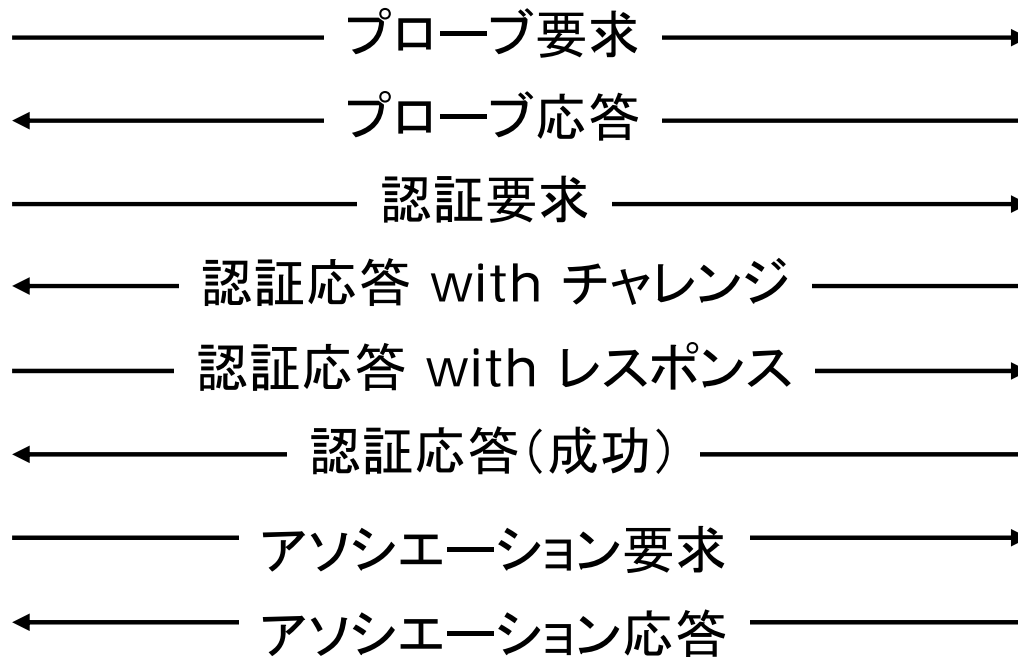 プローブ要求
プローブ応答
認証要求
認証応答 with チャレンジ
認証応答 with レスポンス
認証応答(成功)
アソシエーション要求
アソシエーション応答